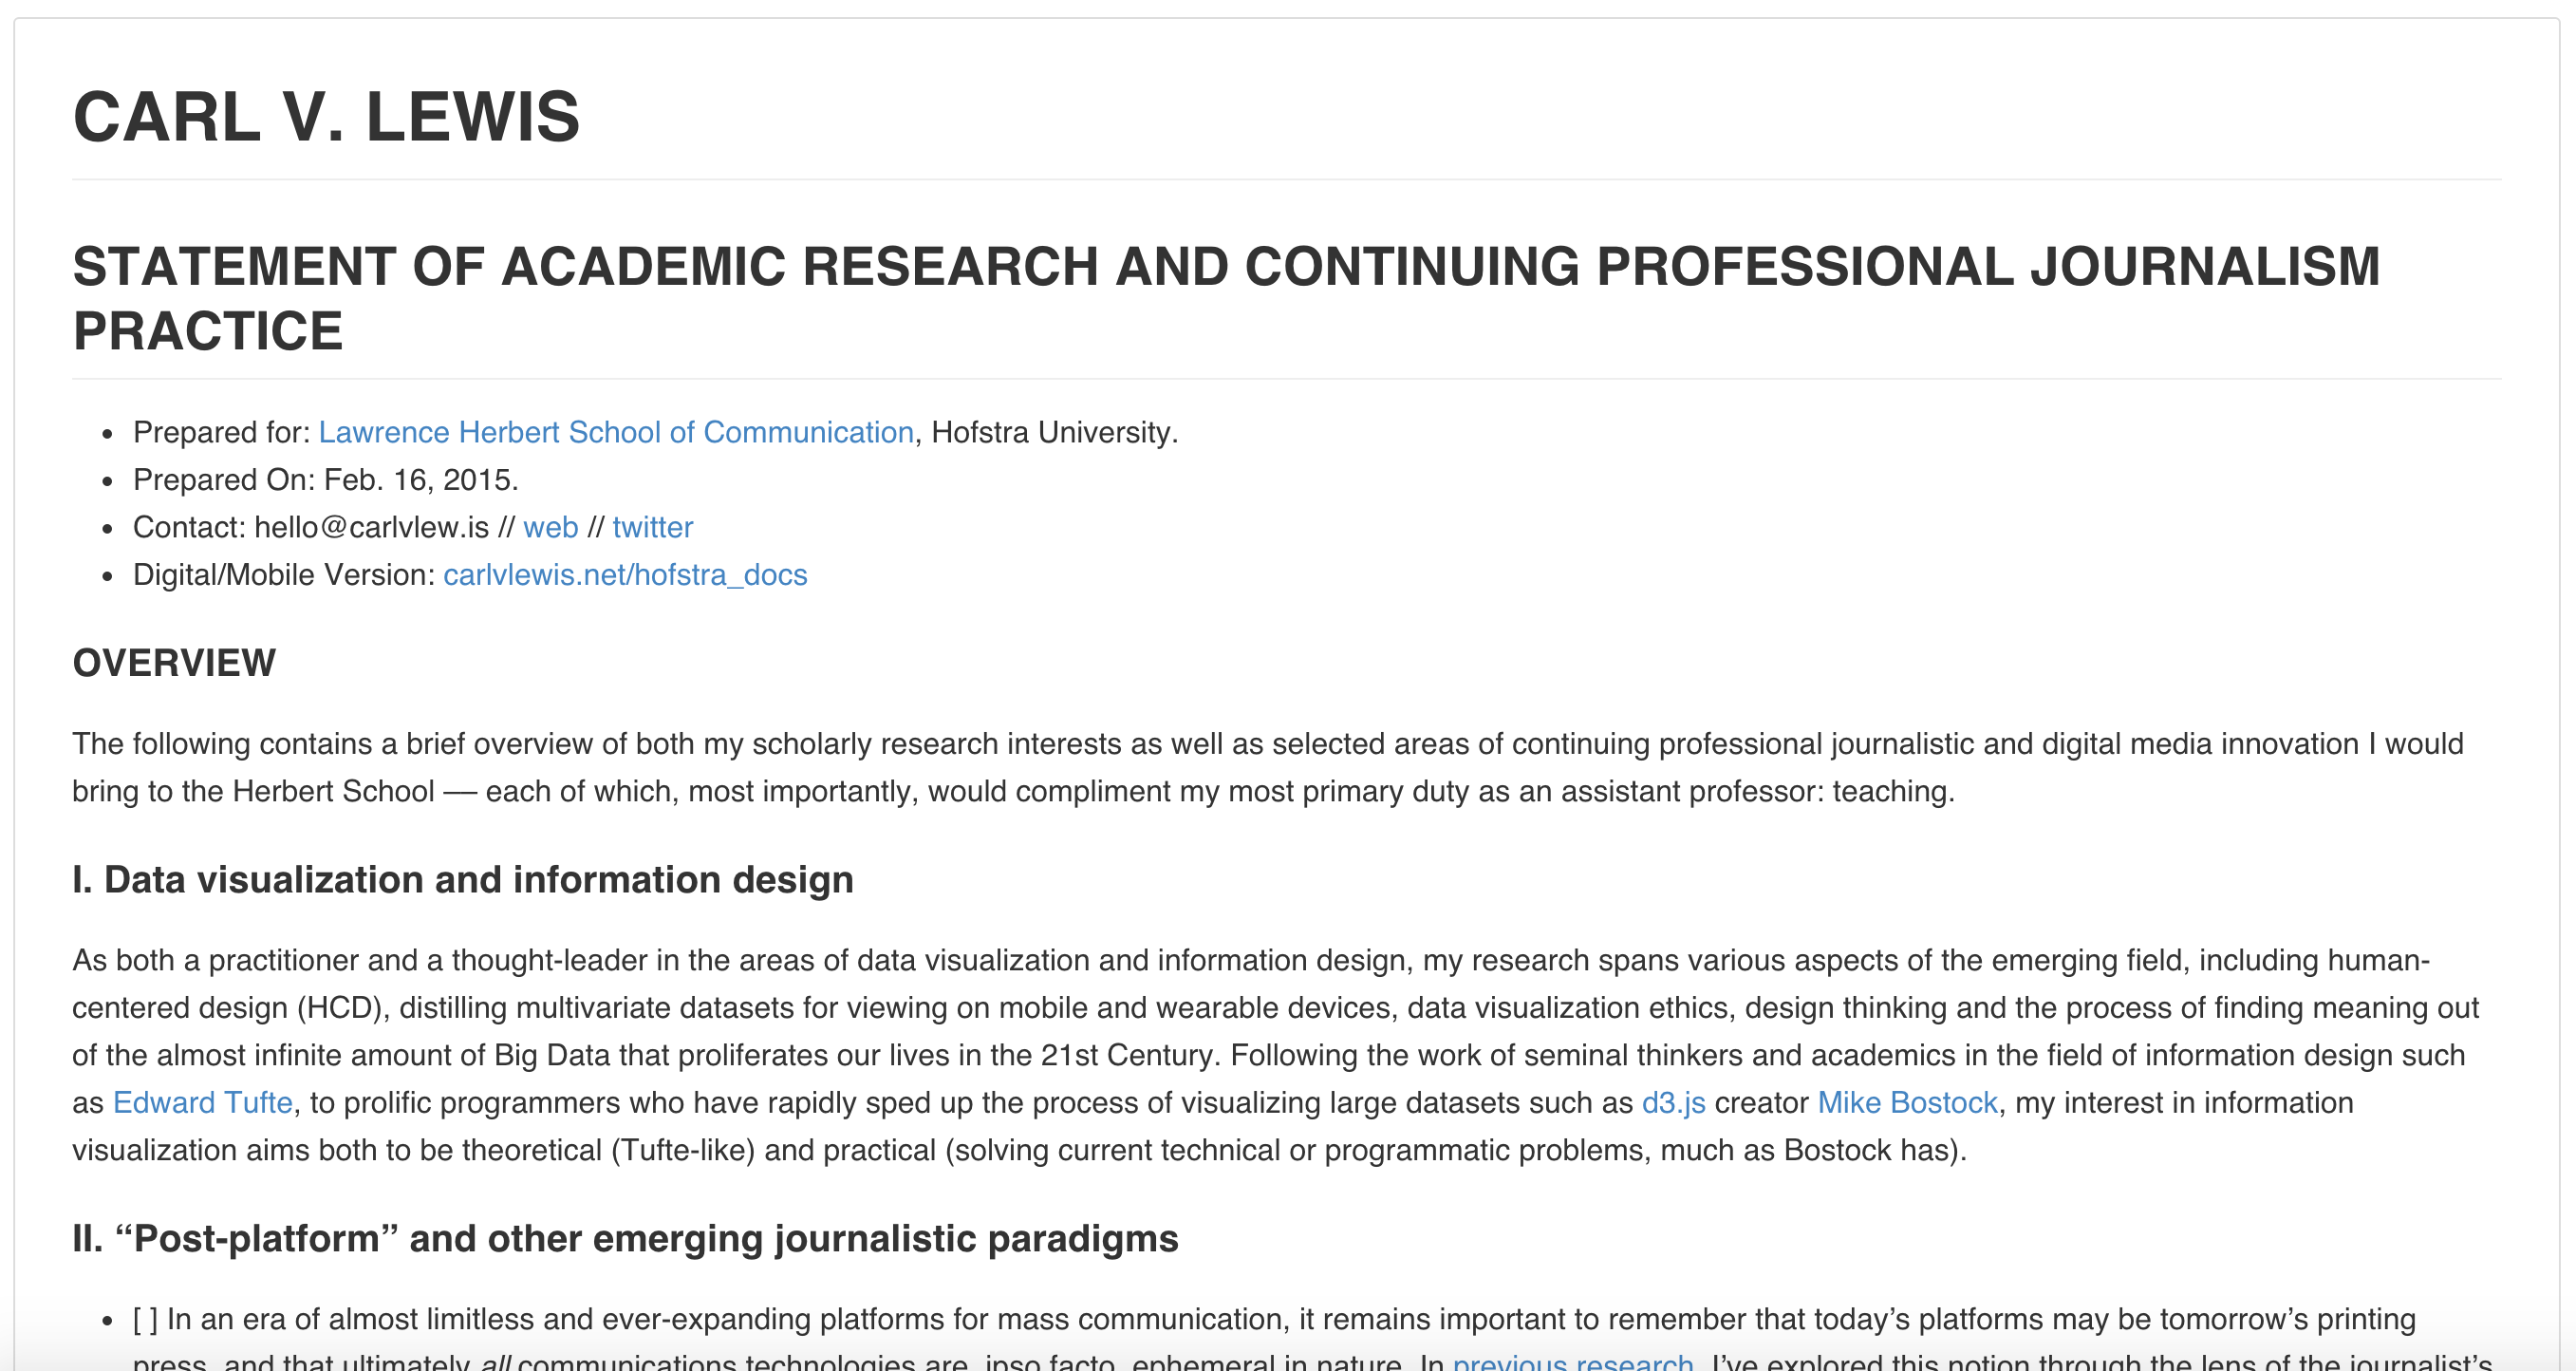 CARL V. LEWIS
STATEMENT OF ACADEMIC RESEARCH AND CONTINUING PROFESSIONAL JOURNALISM
PRACTICE
• Prepared for: Lawrence Herbert School of Communication, Hofstra University.
• Prepared On: Feb. 16, 2015.
• Contact: hello@carlvlew.is // web // twitter
• Digital/Mobile Version: carlvlewis.net/hofstra_docs
OVERVIEW
The following contains a brief overview of both my scholarly research interests as well as selected areas of continuing professional journalistic and digital media innovation I would
bring to the Herbert School — each of which, most importantly, would compliment my most primary duty as an assistant professor: teaching.
I. Data visualization and information design
As both a practitioner and a thought-leader in the areas of data visualization and information design, my research spans various aspects of the emerging field, including human-
centered design (HCD), distilling multivariate datasets for viewing on mobile and wearable devices, data visualization ethics, design thinking and the process of finding meaning out
of the almost infinite amount of Big Data that proliferates our lives in the 21st Century. Following the work of seminal thinkers and academics in the field of information design such
as Edward Tufte, to prolific programmers who have rapidly sped up the process of visualizing large datasets such as d3.js creator Mike Bostock, my interest in information
visualization aims both to be theoretical (Tufte-like) and practical (solving current technical or programmatic problems, much as Bostock has).
II. “Post-platform” and other emerging journalistic paradigms
• [ ] In an era of almost limitless and ever-expanding platforms for mass communication, it remains important to remember that today’s platforms may be tomorrow’s printing
press, and that ultimately all communications technologies are, ipso facto, ephemeral in nature. In previous research, I’ve explored this notion through the lens of the journalist’s